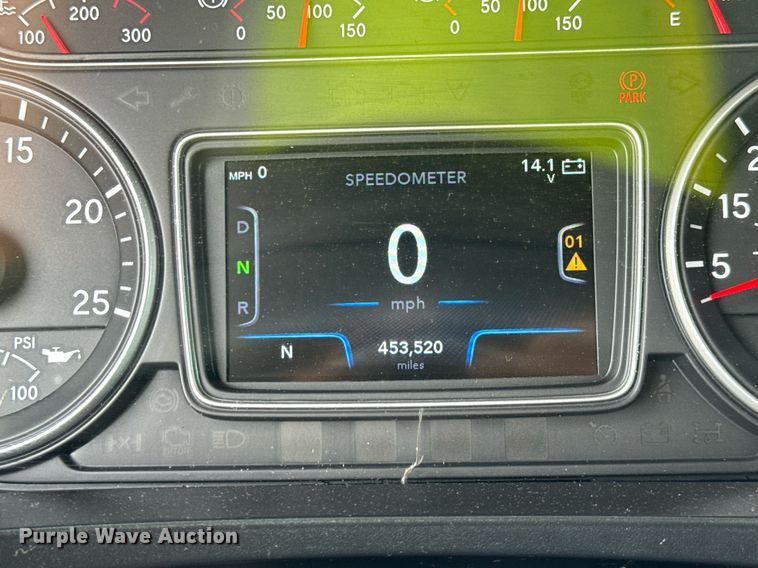 100 200 300 0 50 100 150 0 50 100 150 E
P
PARK
15
20
25
PSI
100
MPH 0
SPEEDOMETER
14.1
V
D
N
R
0
mph
01
N
453,520
miles
15
5
Purple Wave Auction